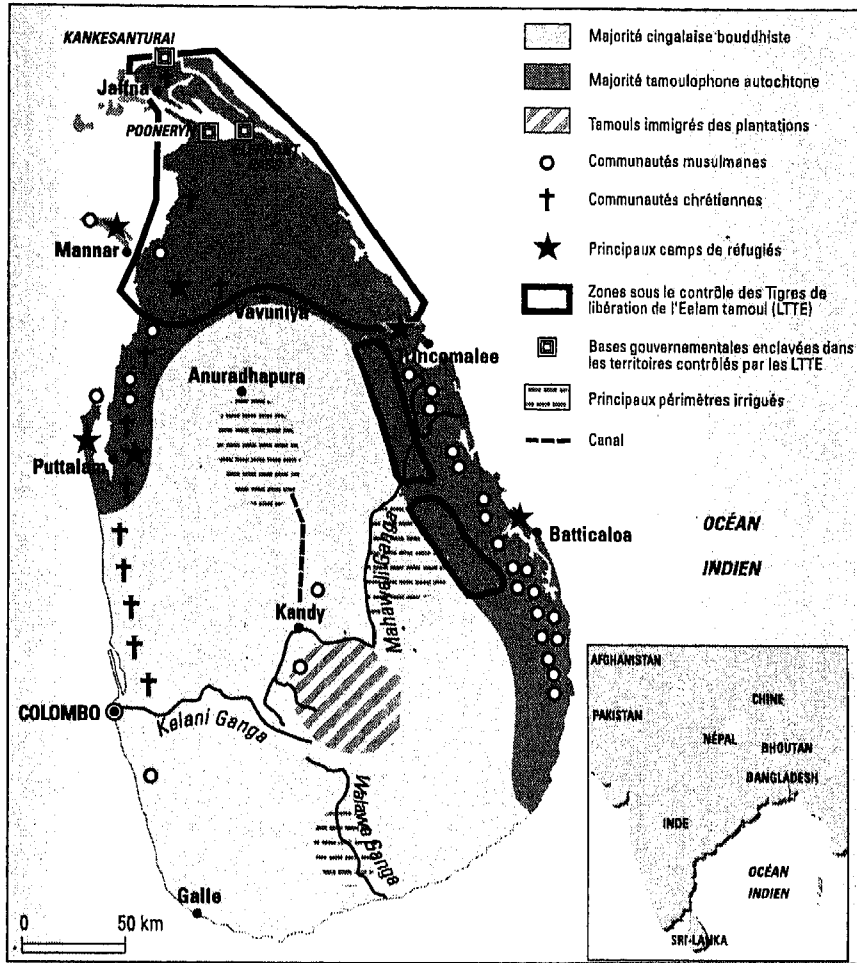 KANKESANTURAI
Jaffna
POONERYN
Mannar
Vavuniya
Trincomalee
Anuradhapura
Puttalam
Batticaloa
Mahaweli Ganga
Kandy
COLOMBO
Kelani Ganga
Walawe Ganga
Galle
0 50 km
Majorité cingalaise bouddhiste
Majorité tamoulophone autochtone
Tamouls immigrés des plantations
Communautés musulmanes
Communautés chrétiennes
Principaux camps de réfugiés
Zones sous le contrôle des Tigres de
libération de l'Eelam tamoul (LTTE)
Bases gouvernementales enclavées dans
les territoires contrôlés par les LTTE
Principaux périmètres irrigués
Canal
OCÉAN
INDIEN
AFGHANISTAN
CHINE
PAKISTAN
NÉPAL
BHOUTAN
BANGLADESH
INDE
OCÉAN
INDIEN
SRI-LANKA